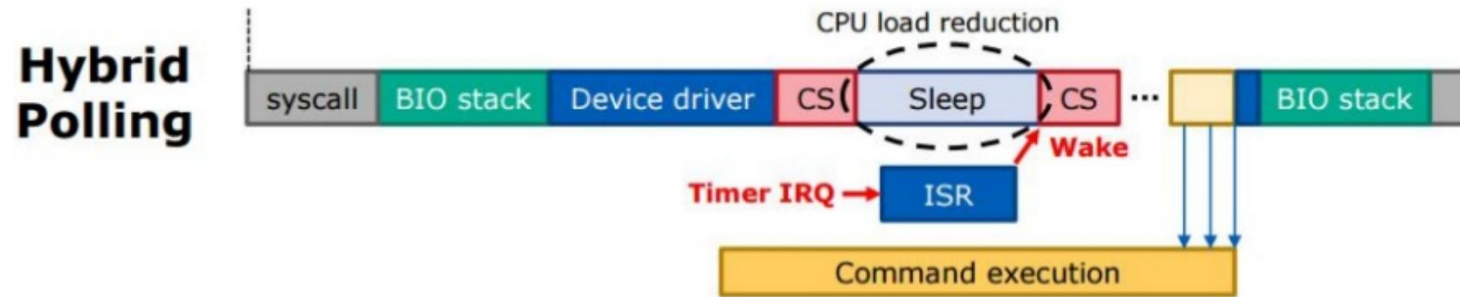 Hybrid
Polling
CPU load reduction
syscall
BIO stack
Device driver
CS
Sleep
CS
...
BIO stack
Wake
Timer IRQ
ISR
Command execution